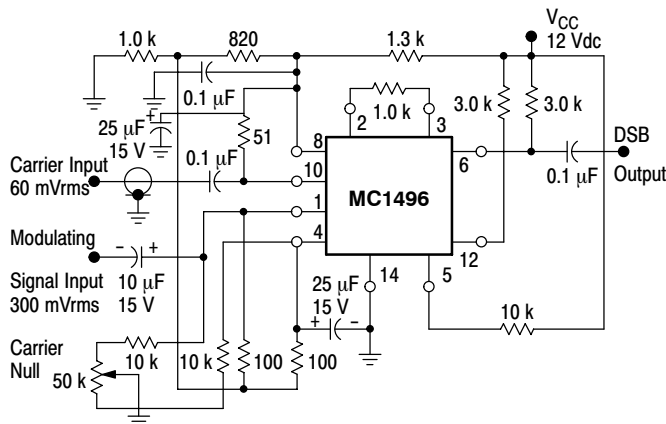 1.0 k
820
1.3 k
VCC
12 Vdc
0.1 μF
25 μF
15 V
+
51
1.0 k
2
3
3.0 k
3.0 k
0.1 μF
Carrier Input
60 mVrms
8
10
1
4
MC1496
6
12
14
5
DSB
0.1 μF
Output
Modulating
Signal Input
300 mVrms
- +
10 μF
15 V
25 μF
15 V
+ -
10 k
Carrier
Null
50 k
10 k
10 k
100
100